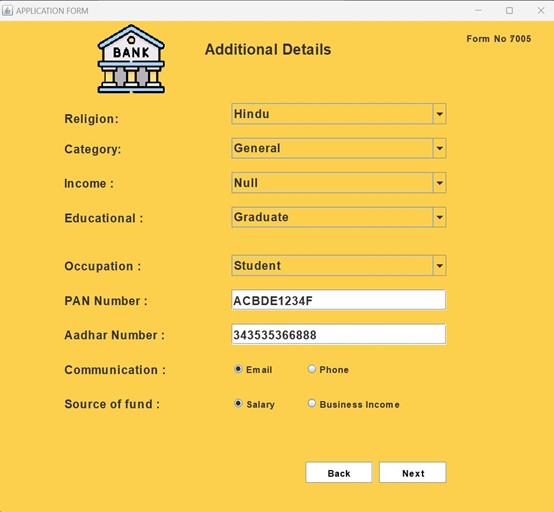 APPLICATION FORM
Form No 7005
BANK
Additional Details
Religion: Hindu
Category: General
Income : Null
Educational : Graduate
Occupation : Student
PAN Number : ACBDE1234F
Aadhar Number : 343535366888
Communication : Email Phone
Source of fund : Salary Business Income
Back Next